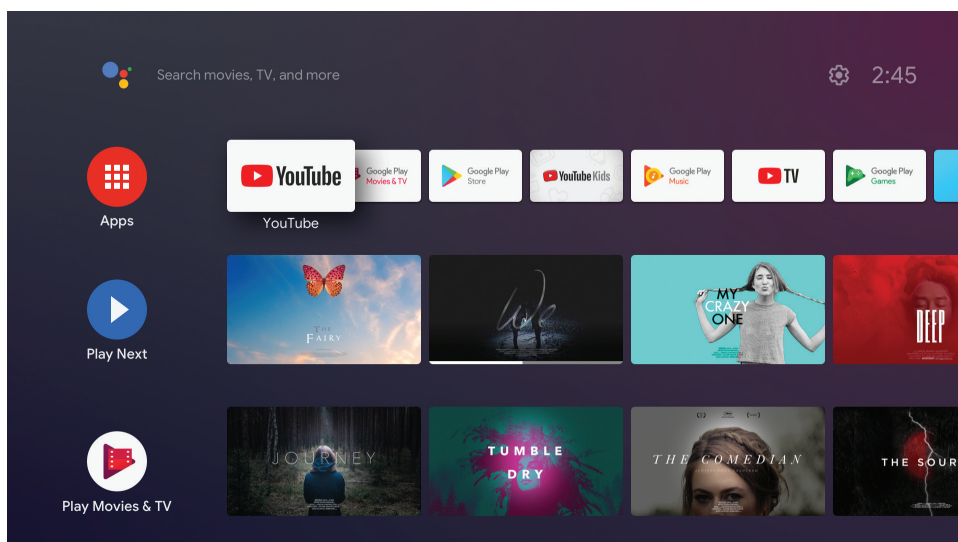 Search movies, TV, and more
2:45
YouTube
Google Play
Movies & TV
Google Play
Store
YouTube Kids
Google Play
Music
TV
Google Play
Games
Apps
YouTube
THE
FAIRY
We
MY
CRAZY
ONE
DEEP
Play Next
JOURNEY
TUMBLE
DRY
THE COMEDIAN
THE SOUR
Play Movies & TV